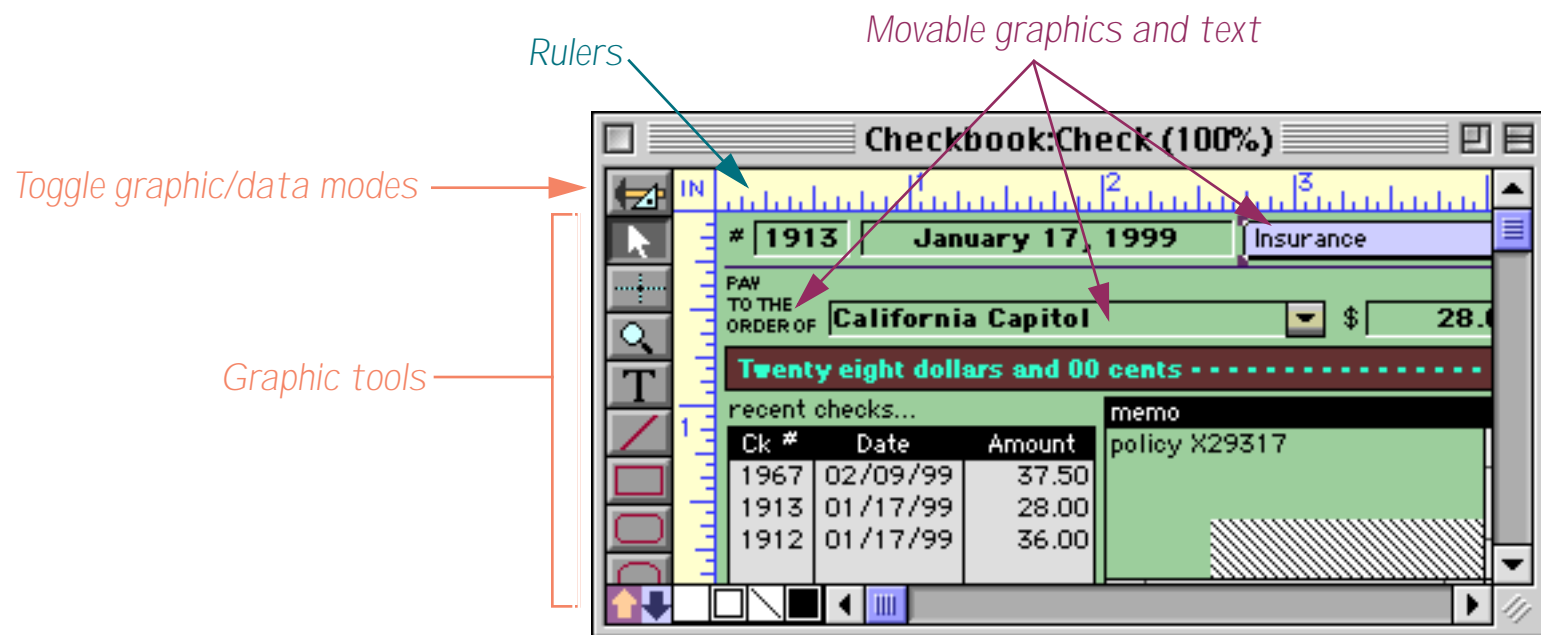 Movable graphics and text
Rulers
Checkbook:Check (100%)
Toggle graphic/data modes
IN 1 2 3
# 1913 January 17, 1999 Insurance
PAY
TO THE
ORDER OF California Capitol $ 28.0
Graphic tools
T
Twenty eight dollars and 00 cents - - - - - - - - - - - - - - - -
1
recent checks... memo
Ck # Date Amount policy X29317
1967 02/09/99 37.50
1913 01/17/99 28.00
1912 01/17/99 36.00